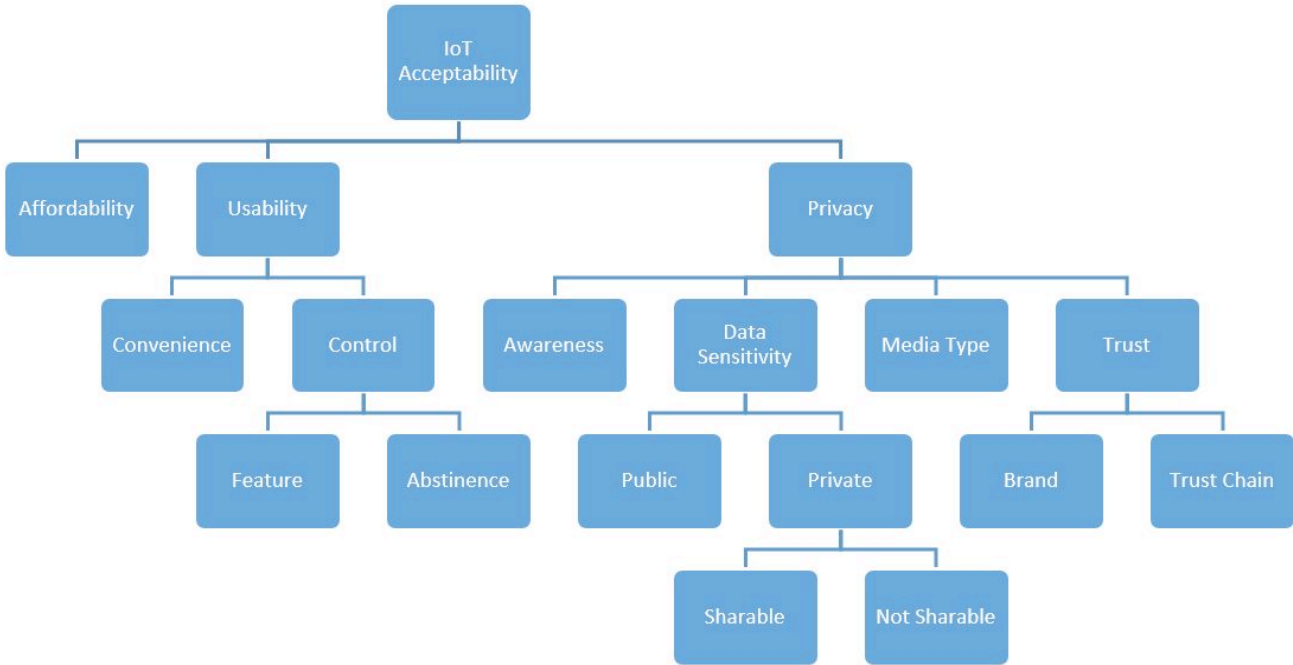 IoT
Acceptability
Affordability
Usability
Privacy
Convenience
Control
Awareness
Data
Sensitivity
Media Type
Trust
Feature
Abstinence
Public
Private
Brand
Trust Chain
Sharable
Not Sharable